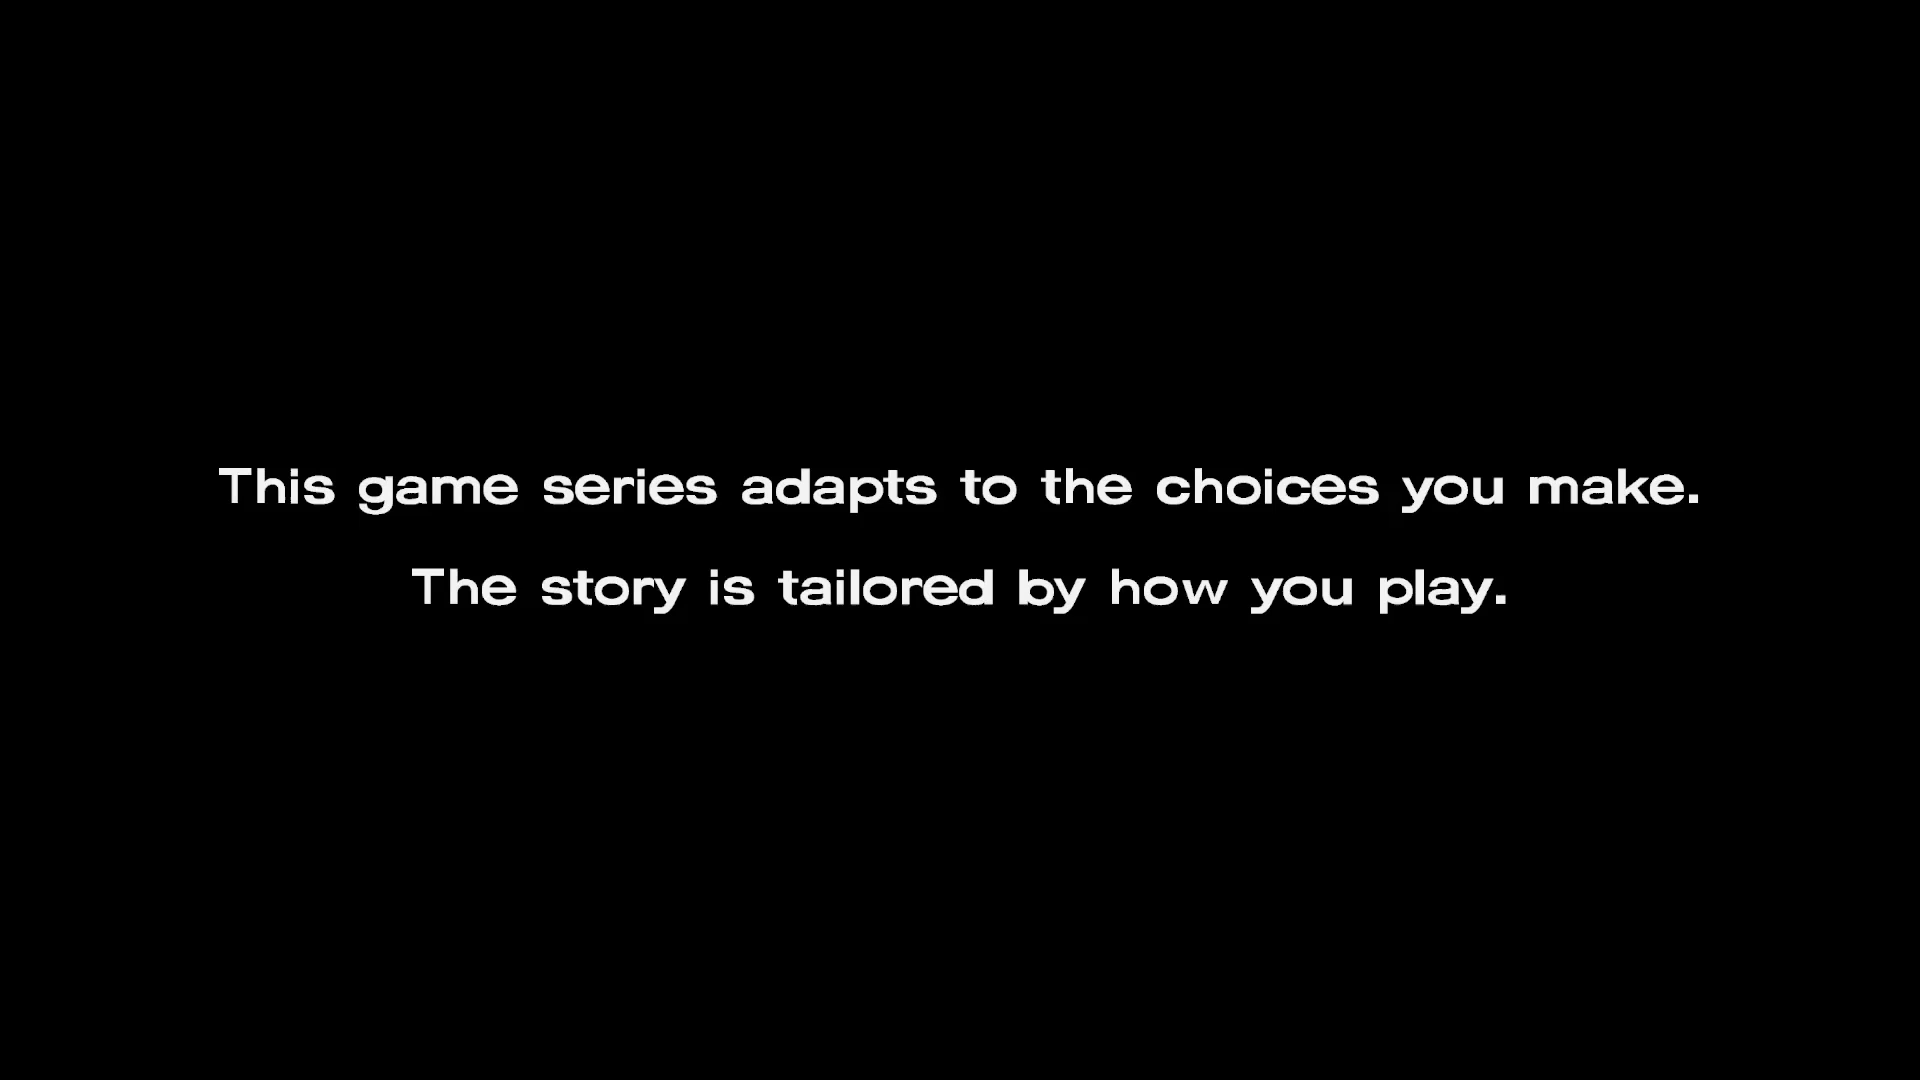 This game series adapts to the choices you make.
The story is tailored by how you play.